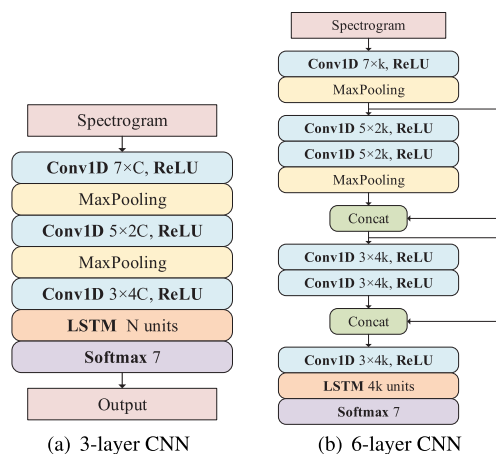 Spectrogram
Conv1D 7×C, ReLU
MaxPooling
Conv1D 5×2C, ReLU
MaxPooling
Conv1D 3×4C, ReLU
LSTM N units
Softmax 7
Output
(a) 3-layer CNN
Spectrogram
Conv1D 7×k, ReLU
MaxPooling
Conv1D 5×2k, ReLU
Conv1D 5×2k, ReLU
MaxPooling
Concat
Conv1D 3×4k, ReLU
Conv1D 3×4k, ReLU
Concat
Conv1D 3×4k, ReLU
LSTM 4k units
Softmax 7
(b) 6-layer CNN